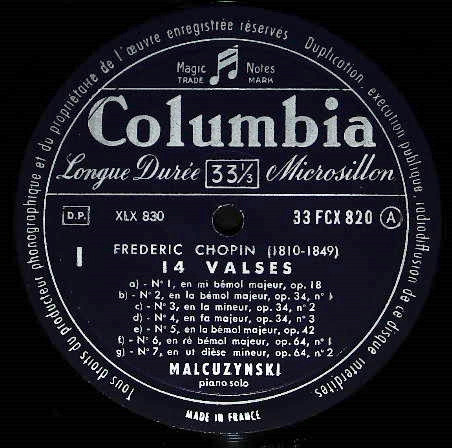 Tous droits du producteur phonographique et du propriétaire de l'œuvre enregistrée réservés
Duplication, exécution publique, radiodiffusion de ce disque interdites
Magic Notes
TRADE MARK
Columbia
Longue Durée 33 1/3 Microsillon
D.P. XLX 830 33 FCX 820 A
I
FREDERIC CHOPIN (1810-1849)
14 VALSES
a) - N° 1, en mi bémol majeur, op. 18
b) - N° 2, en la bémol majeur, op. 34, n° 1
c) - N° 3, en la mineur, op. 34, n° 2
d) - N° 4, en fa majeur, op. 34, n° 3
e) - N° 5, en la bémol majeur, op. 42
f) - N° 6, en ré bémol majeur, op. 64, n° 1
g) - N° 7, en ut dièse mineur, op. 64, n° 2
MALCUZYNSKI
piano solo
MADE IN FRANCE